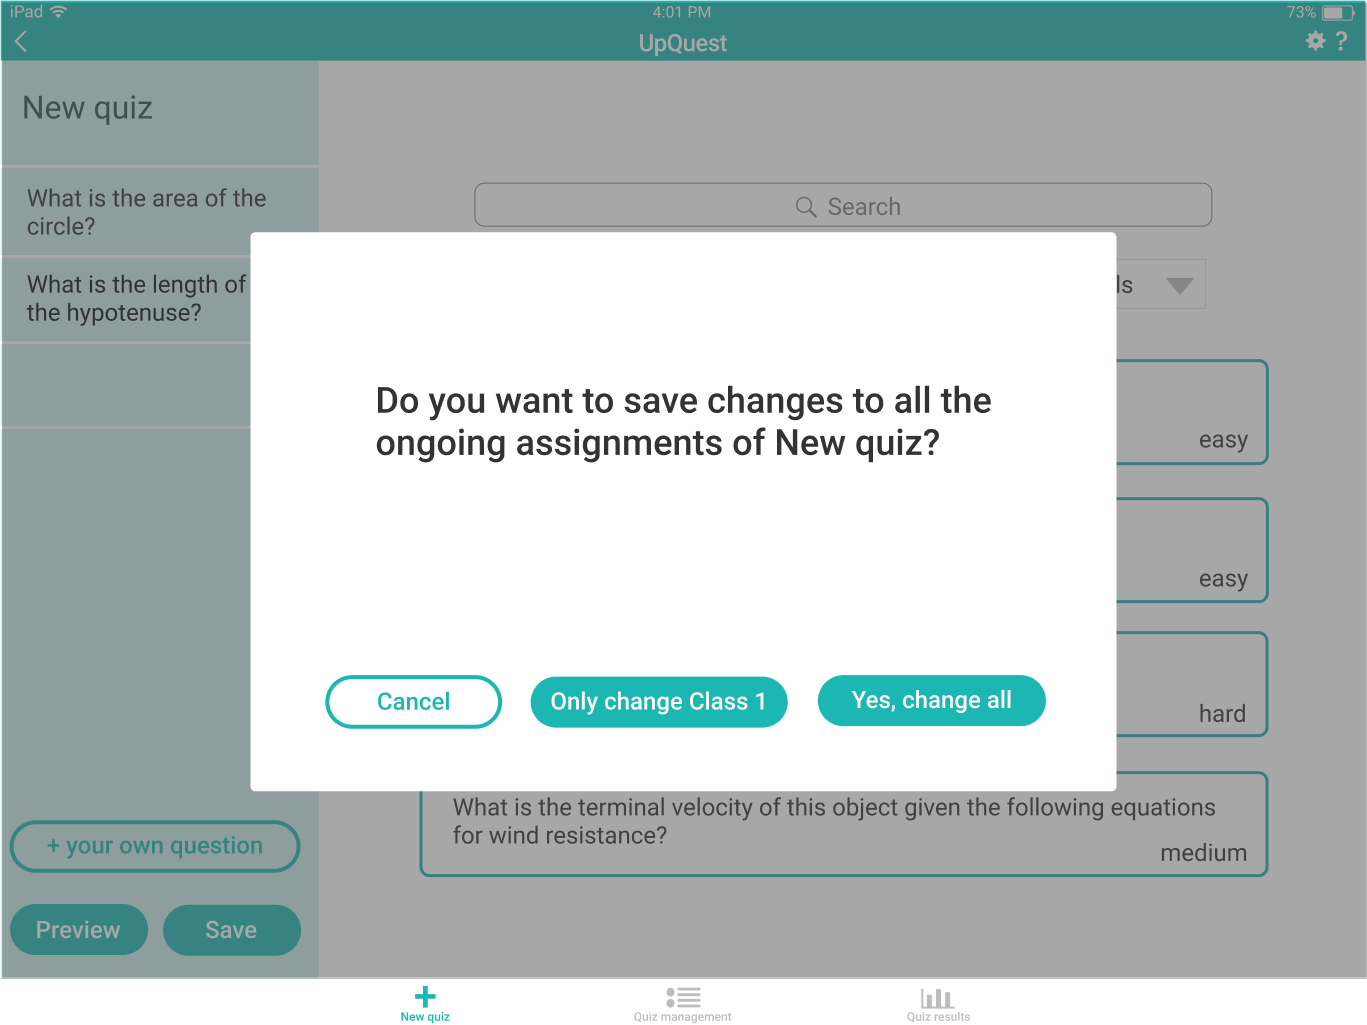 iPad
4:01 PM
73%
UpQuest
?
New quiz
What is the area of the
circle?
What is the length of
the hypotenuse?
Search
ls
easy
easy
hard
Do you want to save changes to all the
ongoing assignments of New quiz?
Cancel
Only change Class 1
Yes, change all
What is the terminal velocity of this object given the following equations
for wind resistance?
medium
+ your own question
Preview
Save
New quiz
Quiz management
Quiz results